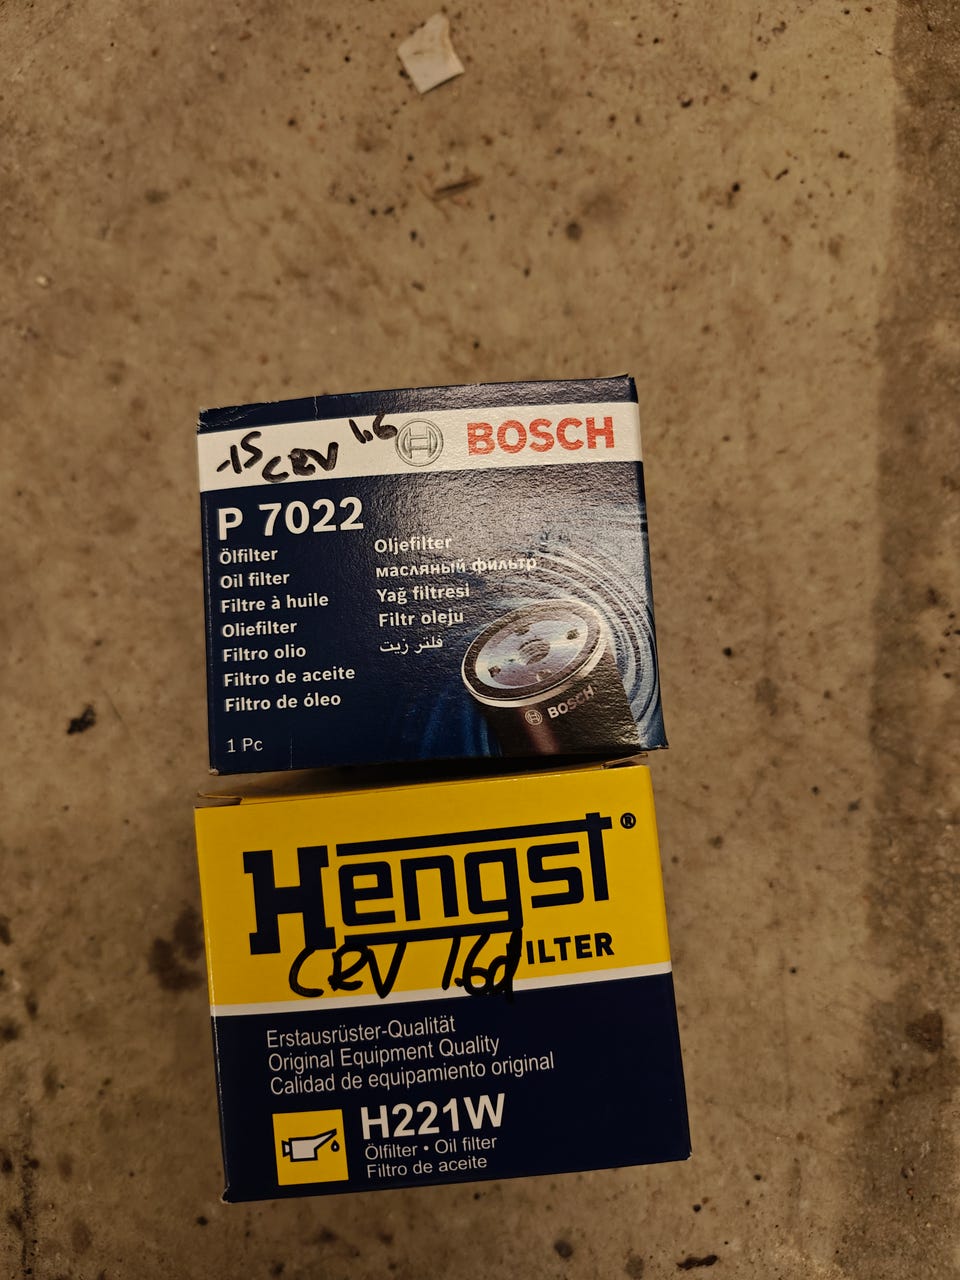 -15 CRV 1.6
BOSCH
P 7022
Ölfilter
Oil filter
Filtre à huile
Oliefilter
Filtro olio
Filtro de aceite
Filtro de óleo
Oljefilter
масляный фильтр
Yağ filtresi
Filtr oleju
فلتر زيت
BOSCH
1 Pc
Hengst®
FILTER
CRV 1.6d
Erstausrüster-Qualität
Original Equipment Quality
Calidad de equipamiento original
H221W
Ölfilter • Oil filter
Filtro de aceite